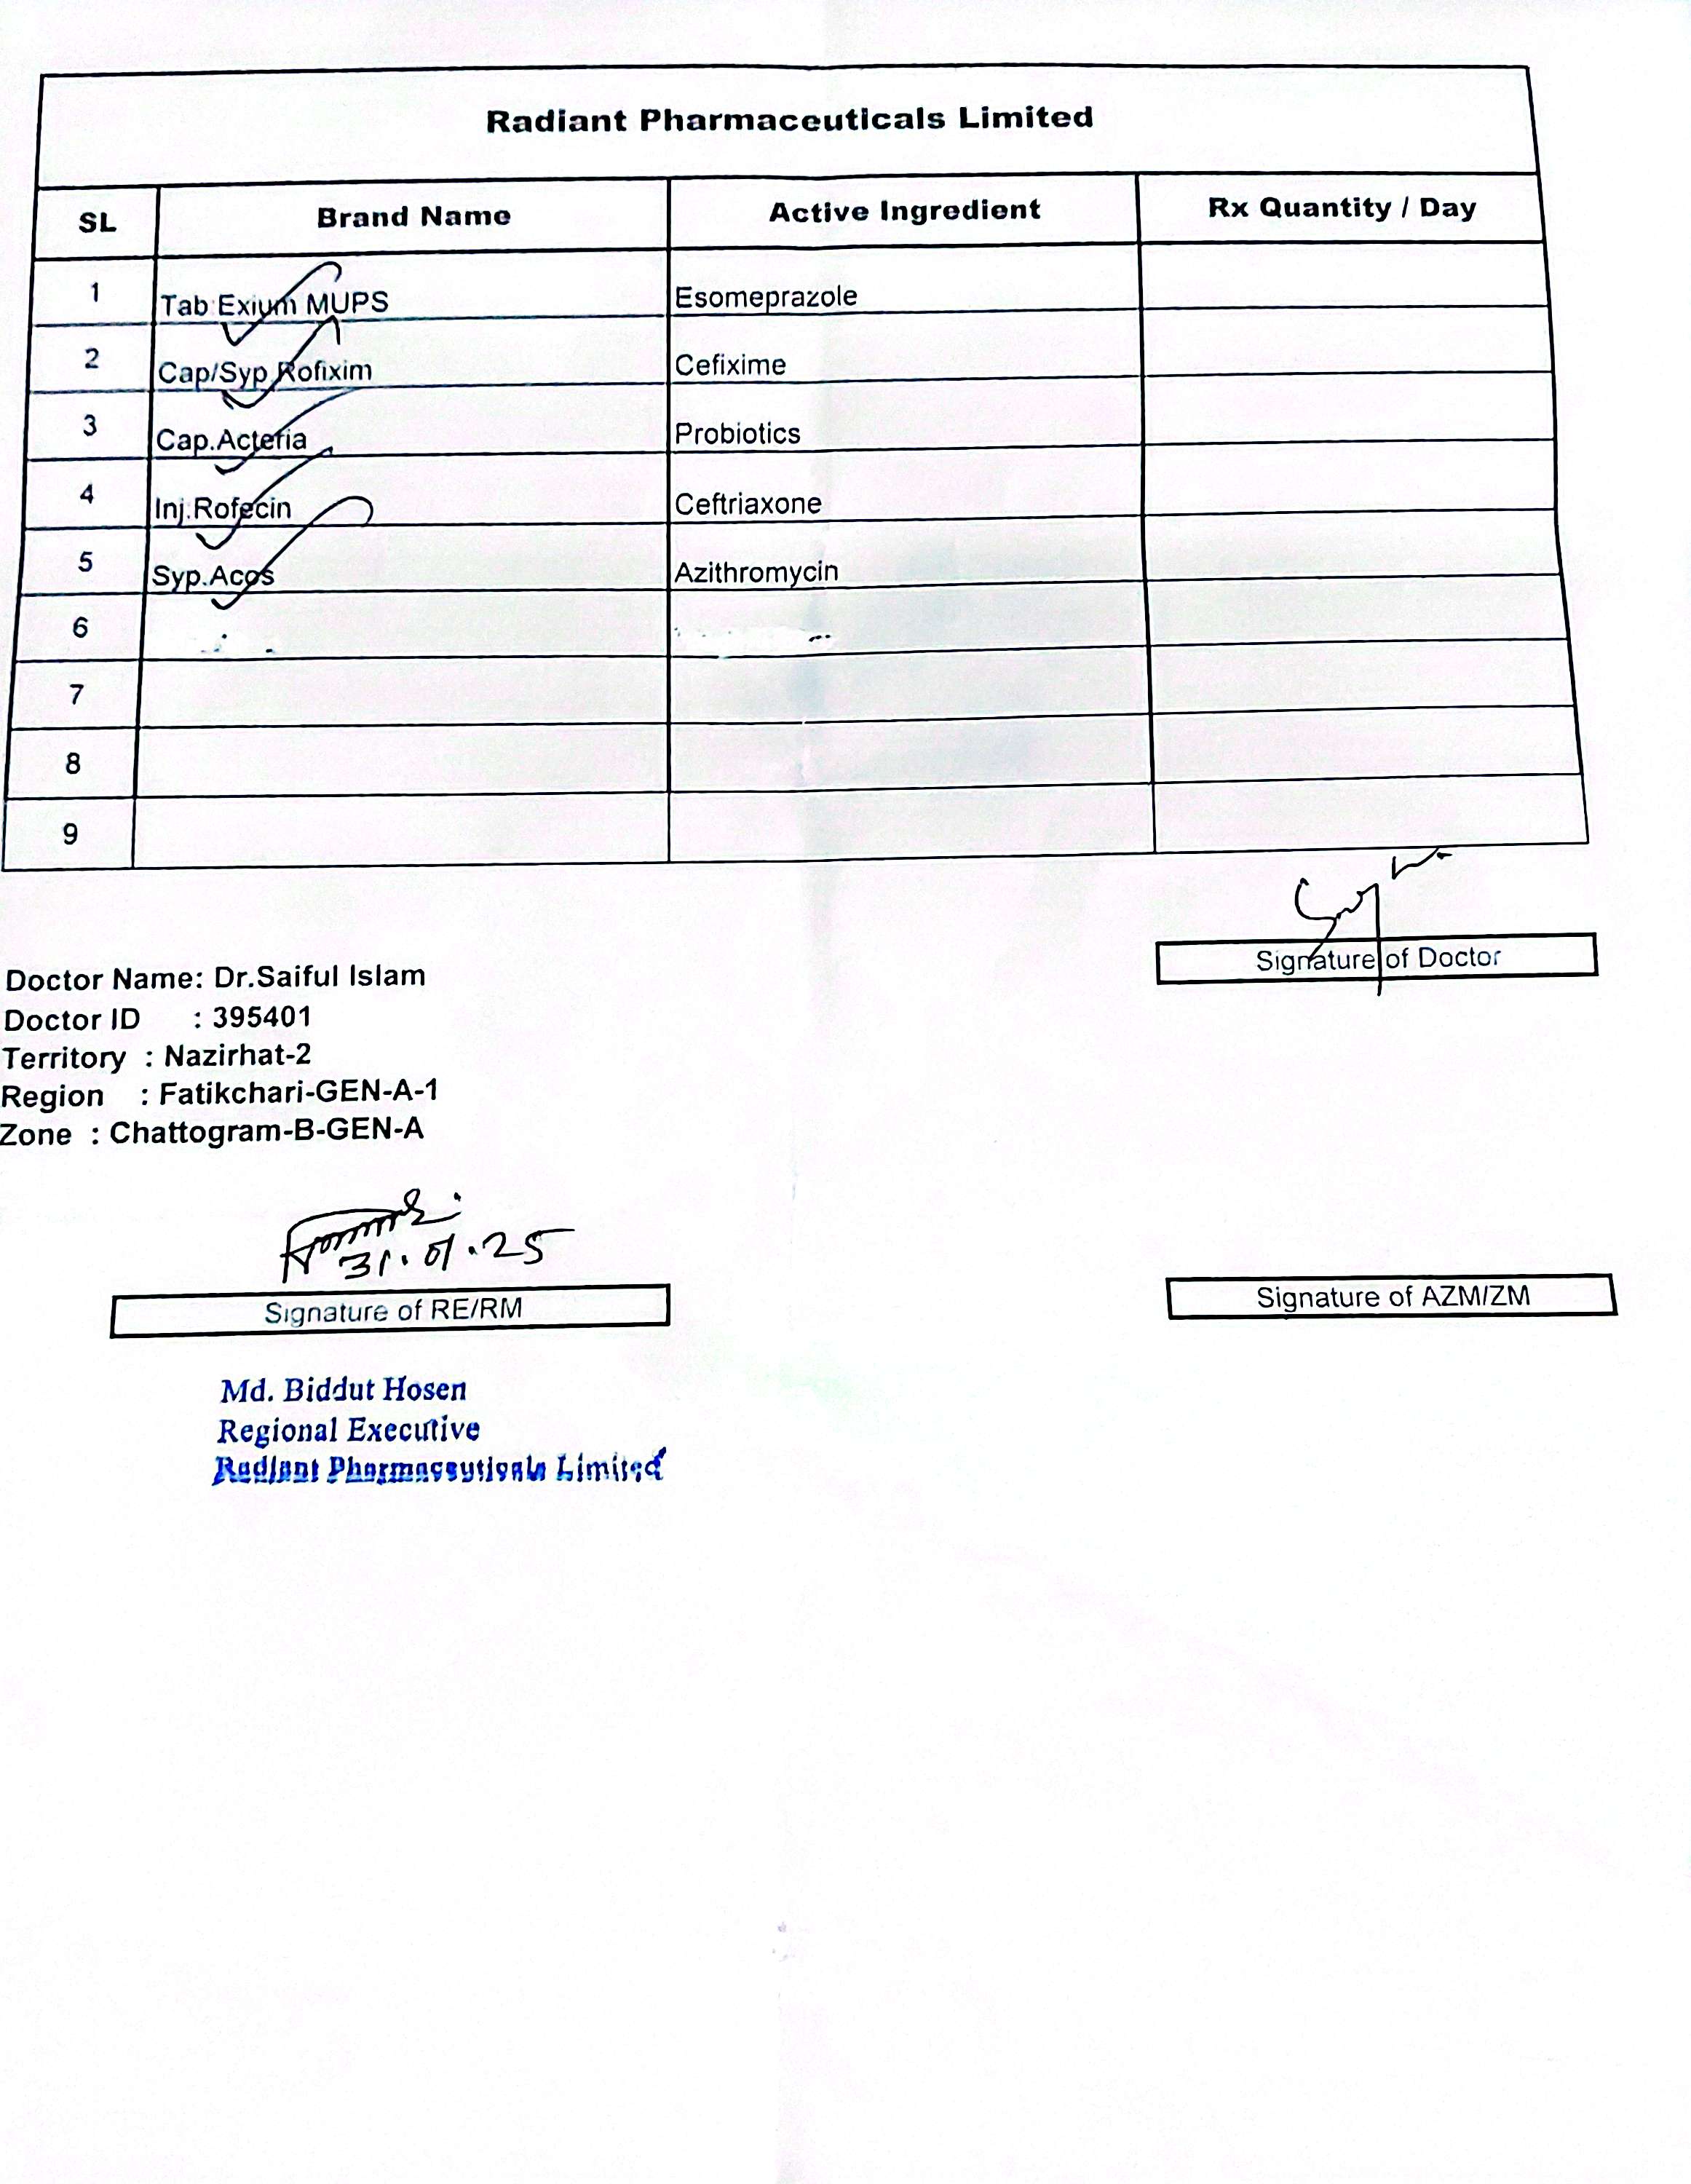 Radiant Pharmaceuticals Limited
SL Brand Name Active Ingredient Rx Quantity / Day
1 Tab:Exium MUPS Esomeprazole
2 Cap/Syp Rofixim Cefixime
3 Cap.Acteria Probiotics
4 Inj.Rofecin Ceftriaxone
5 Syp.Acos Azithromycin
6
7
8
9
Signature of Doctor
Doctor Name: Dr.Saiful Islam
Doctor ID : 395401
Territory : Nazirhat-2
Region : Fatikchari-GEN-A-1
Zone : Chattogram-B-GEN-A
31.01.25
Signature of RE/RM
Signature of AZM/ZM
Md. Biddut Hosen
Regional Executive
Radiant Pharmaceuticals Limited